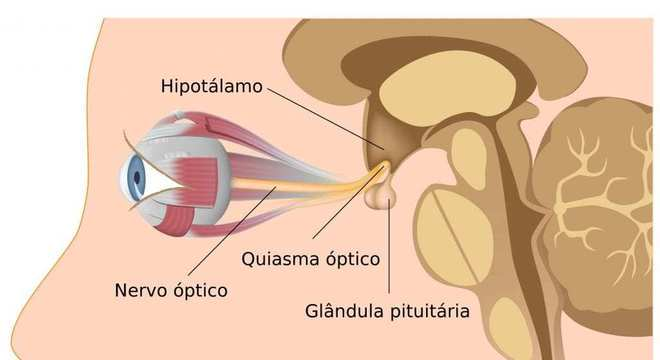 Hipotálamo
Quiasma óptico
Nervo óptico
Glândula pituitária